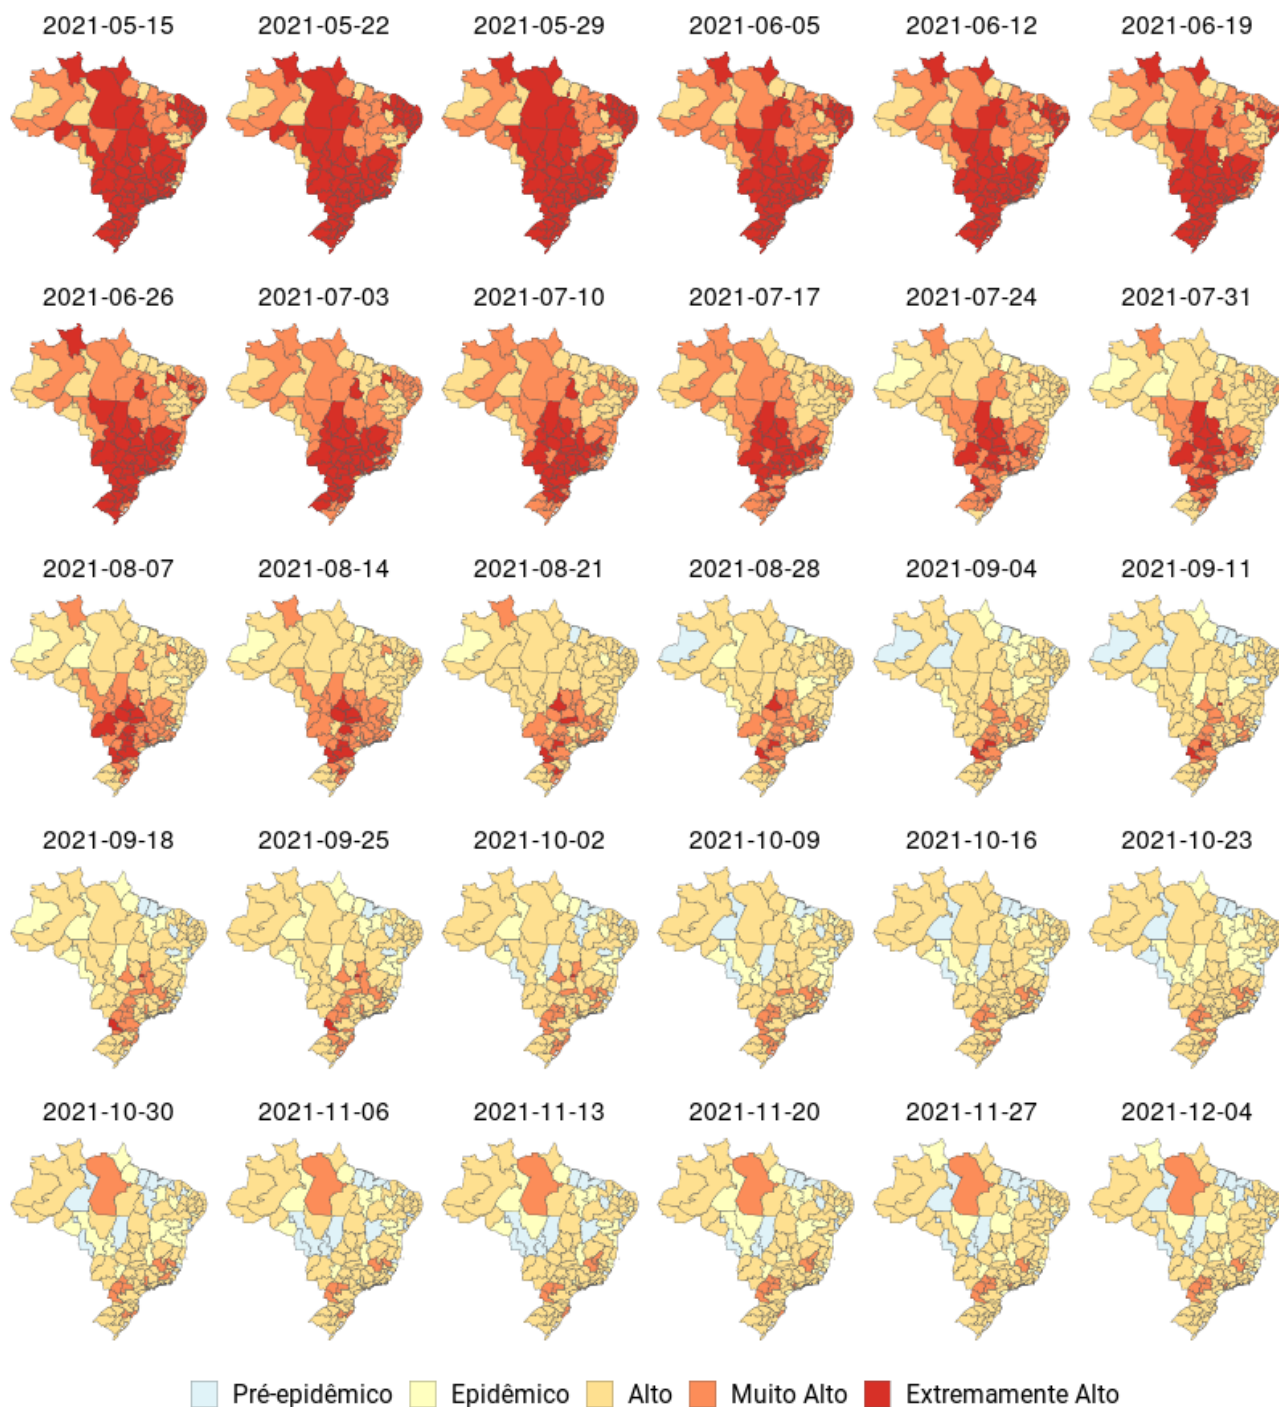 2021-05-15 2021-05-22 2021-05-29 2021-06-05 2021-06-12 2021-06-19
2021-06-26 2021-07-03 2021-07-10 2021-07-17 2021-07-24 2021-07-31
2021-08-07 2021-08-14 2021-08-21 2021-08-28 2021-09-04 2021-09-11
2021-09-18 2021-09-25 2021-10-02 2021-10-09 2021-10-16 2021-10-23
2021-10-30 2021-11-06 2021-11-13 2021-11-20 2021-11-27 2021-12-04
Pré-epidêmico Epidêmico Alto Muito Alto Extremamente Alto